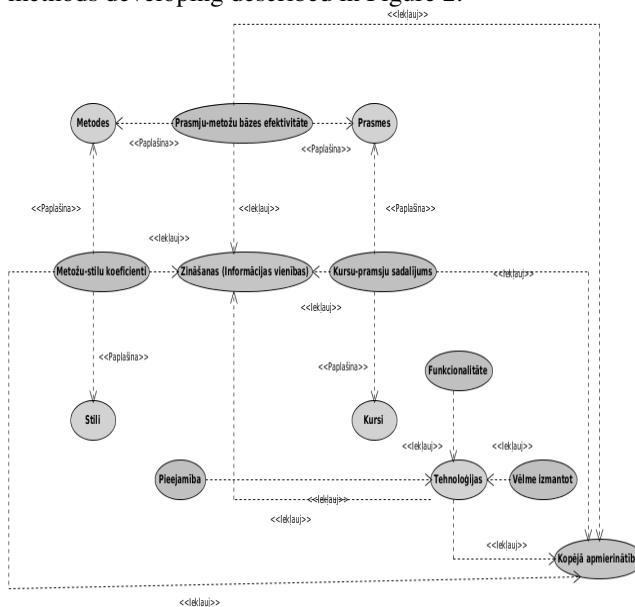 methods developing described in Figure 2.
<<Iekļauj>>
Metodes
Prasmju-metožu bāzes efektivitāte
Prasmes
<<Paplašina>>
<<Paplašina>>
<<Paplašina>>
<<Iekļauj>>
<<Paplašina>>
<<Iekļauj>>
Metožu-stilu koeficienti
Zināšanas (Informācijas vienības)
Kursu-pramsju sadalījums
<<Iekļauj>>
<<Iekļauj>>
<<Paplašina>>
<<Paplašina>>
Funkcionalitāte
Stili
Kursi
<<Iekļauj>>
<<Iekļauj>>
Pieejamība
Tehnoloģijas
Vēlme izmantot
<<Iekļauj>>
<<Iekļauj>>
<<Iekļauj>>
Kopējā apmierinātīb
<<Iekļauj>>